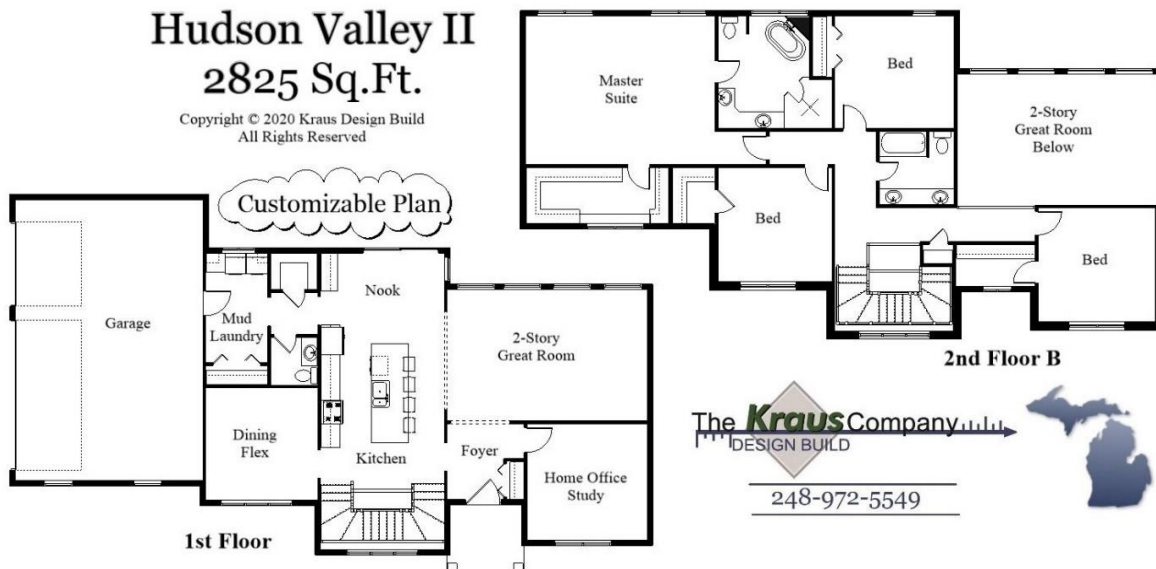 Hudson Valley II
2825 Sq.Ft.
Copyright © 2020 Kraus Design Build
All Rights Reserved
Customizable Plan
Garage
Mud
Laundry
Nook
2-Story
Great Room
Dining
Flex
Kitchen
Foyer
Home Office
Study
1st Floor
Master
Suite
Bed
2-Story
Great Room
Below
Bed
Bed
2nd Floor B
The Kraus Company
DESIGN BUILD
248-972-5549